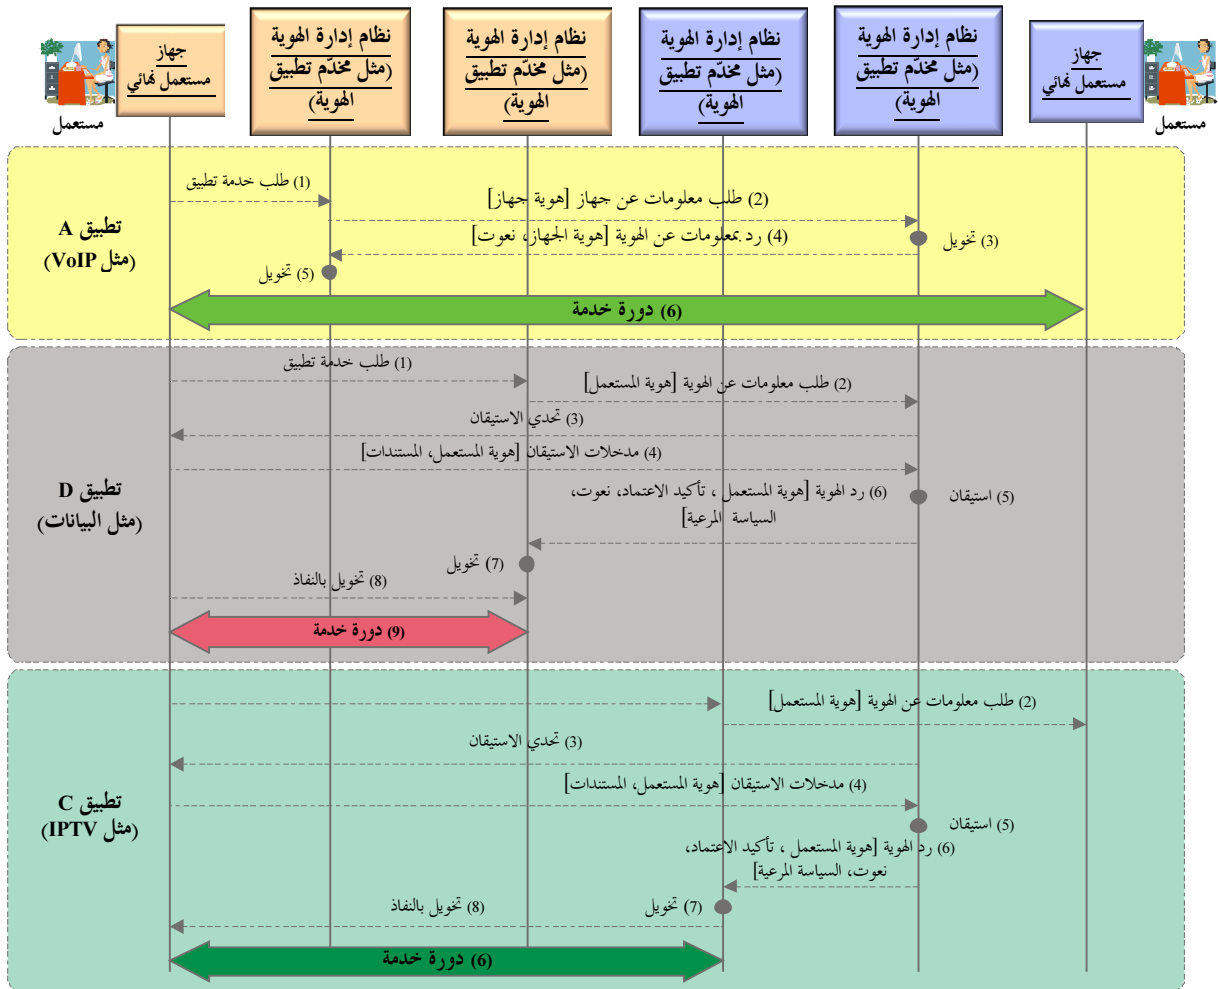 جهاز
مستعمل نهائي
مستعمل
نظام إدارة الهوية
(مثل مخدّم تطبيق
الهوية)
نظام إدارة الهوية
(مثل مخدّم تطبيق
الهوية)
نظام إدارة الهوية
(مثل مخدّم تطبيق
الهوية)
نظام إدارة الهوية
(مثل مخدّم تطبيق
الهوية)
جهاز
مستعمل نهائي
مستعمل
تطبيق A
(مثل VoIP)
(1) طلب خدمة تطبيق
(2) طلب معلومات عن جهاز [هوية جهاز]
(3) تخويل
(4) رد بمعلومات عن الهوية [هوية الجهاز، نعوت]
(5) تخويل
(6) دورة خدمة
تطبيق D
(مثل البيانات)
(1) طلب خدمة تطبيق
(2) طلب معلومات عن الهوية [هوية المستعمل]
(3) تحدي الاستيقان
(4) مدخلات الاستيقان [هوية المستعمل، المستندات]
(5) استيقان
(6) رد الهوية [هوية المستعمل ، تأكيد الاعتماد، نعوت،
السياسة المرعية]
(7) تخويل
(8) تخويل بالنفاذ
(9) دورة خدمة
تطبيق C
(مثل IPTV)
(2) طلب معلومات عن الهوية [هوية المستعمل]
(3) تحدي الاستيقان
(4) مدخلات الاستيقان [هوية المستعمل، المستندات]
(5) استيقان
(6) رد الهوية [هوية المستعمل ، تأكيد الاعتماد،
نعوت، السياسة المرعية]
(7) تخويل
(8) تخويل بالنفاذ
(6) دورة خدمة